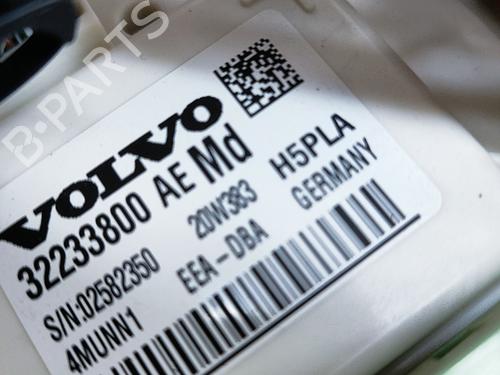 B-PARTS
VOLVO
32233800 AE Md
S/N:02582350 20W383 H5PLA
4MUNN1 EEA-DBA GERMANY